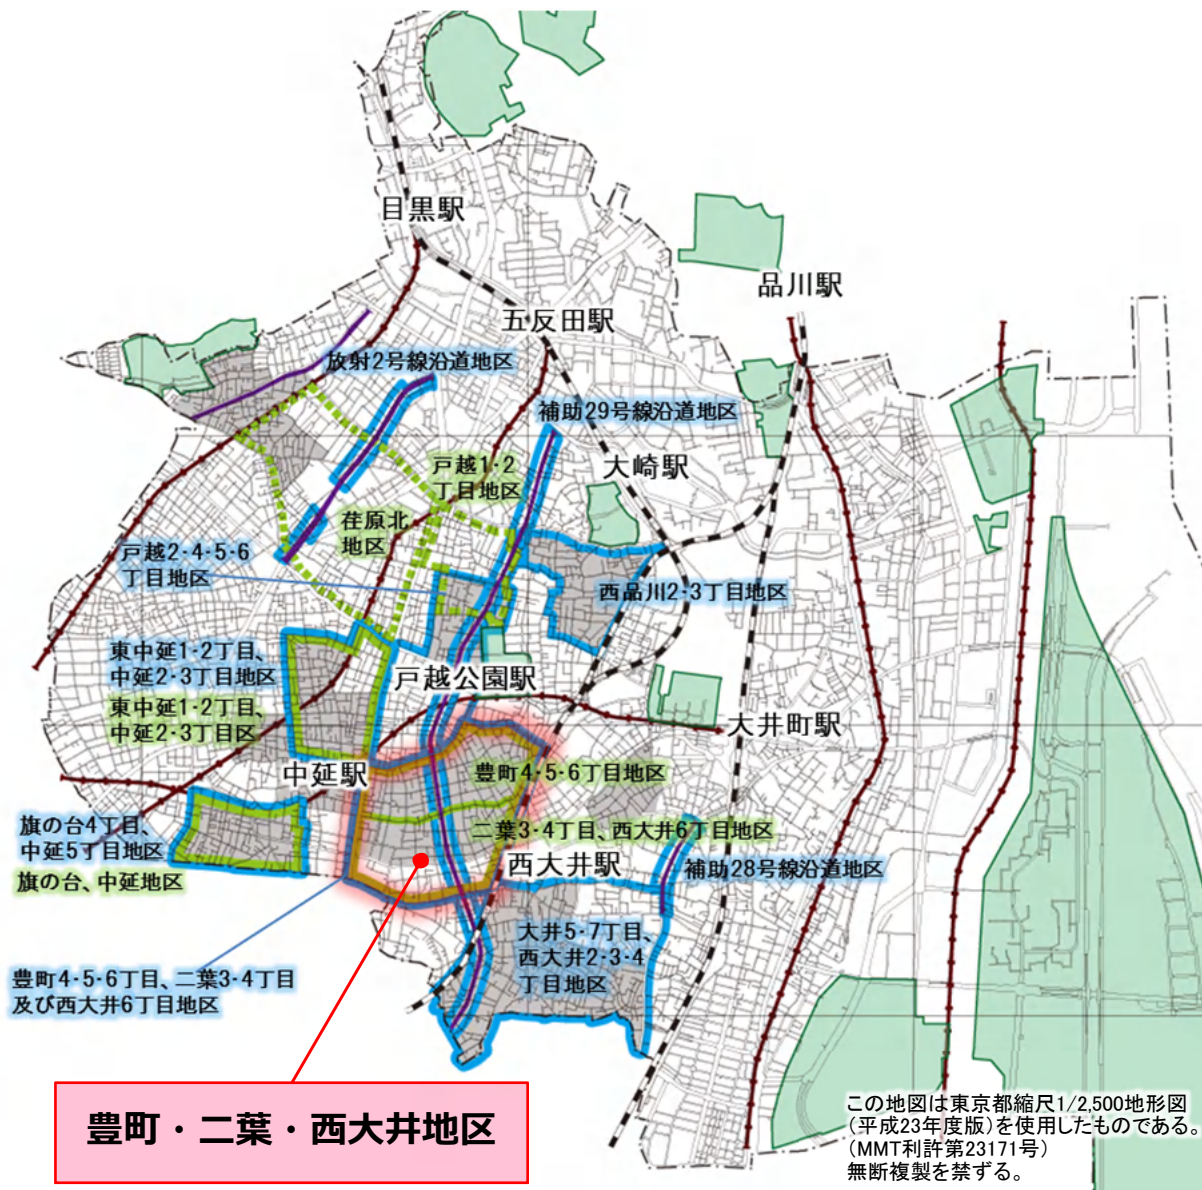 目黒駅
品川駅
五反田駅
放射2号線沿道地区
補助29号線沿道地区
戸越1・2
丁目地区
大崎駅
荏原北
地区
戸越2・4・5・6
丁目地区
西品川2・3丁目地区
東中延1・2丁目、
中延2・3丁目地区
戸越公園駅
東中延1・2丁目、
中延2・3丁目区
大井町駅
中延駅
豊町4・5・6丁目地区
旗の台4丁目、
中延5丁目地区
二葉3・4丁目、西大井6丁目地区
西大井駅
補助28号線沿道地区
旗の台、中延地区
大井5・7丁目、
西大井2・3・4
丁目地区
豊町4・5・6丁目、二葉3・4丁目
及び西大井6丁目地区
豊町・二葉・西大井地区
この地図は東京都縮尺1/2,500地形図
(平成23年度版)を使用したものである。
(MMT利許第23171号)
無断複製を禁ずる。